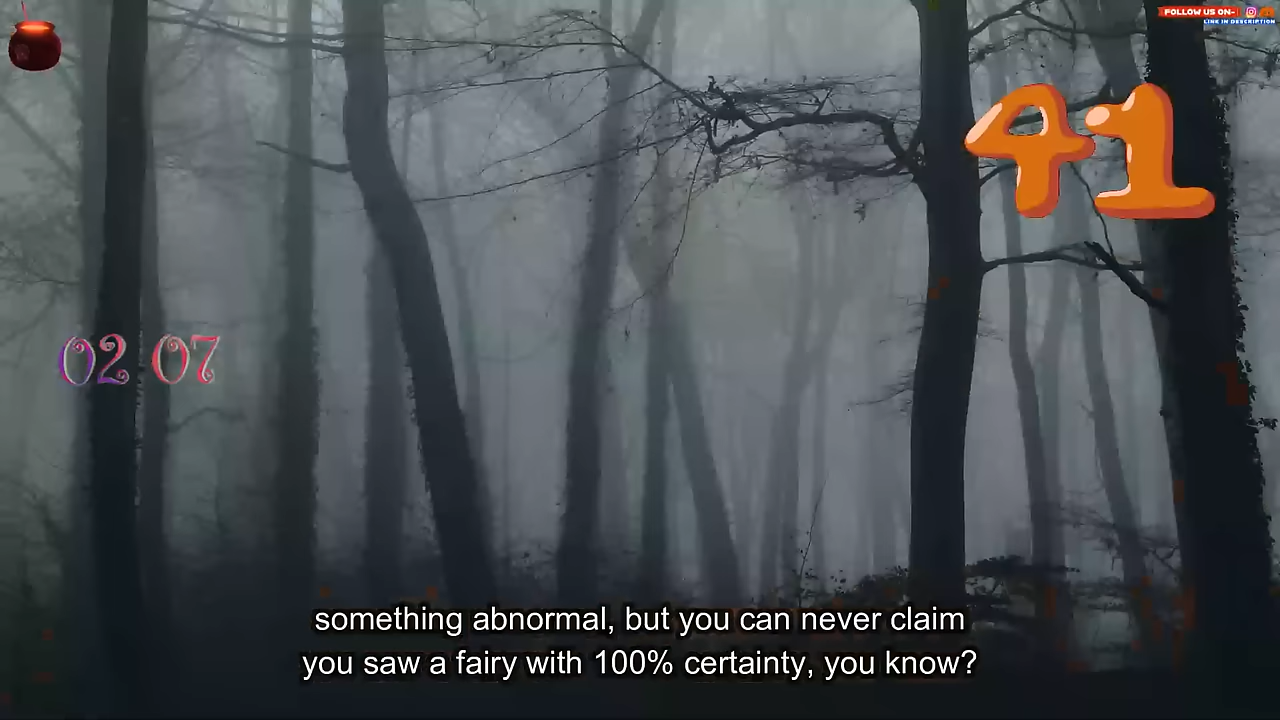 FOLLOW US ON-
LINK IN DESCRIPTION
41
02 07
something abnormal, but you can never claim
you saw a fairy with 100% certainty, you know?